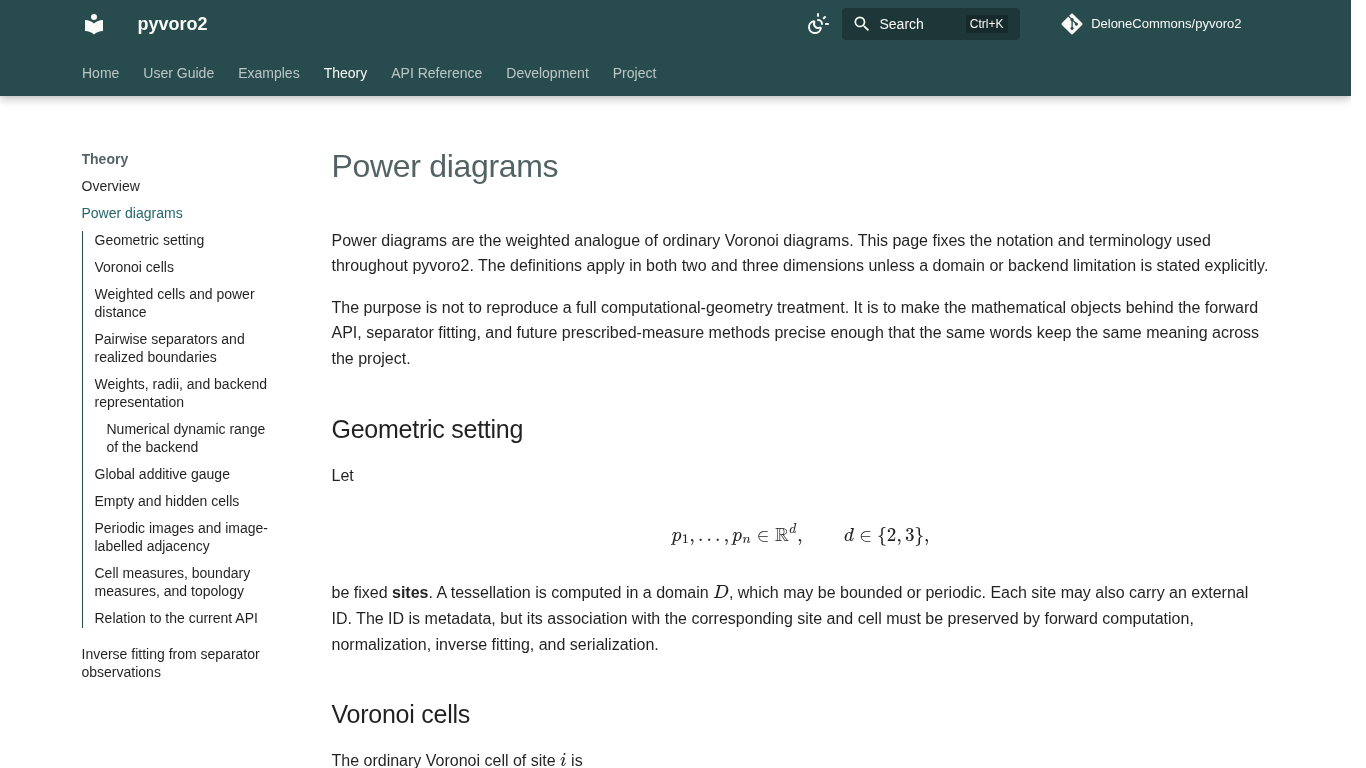 pyvoro2
Search
Ctrl+K
DeloneCommons/pyvoro2
Home
User Guide
Examples
Theory
API Reference
Development
Project
Theory
Overview
Power diagrams
Geometric setting
Voronoi cells
Weighted cells and power
distance
Pairwise separators and
realized boundaries
Weights, radii, and backend
representation
Numerical dynamic range
of the backend
Global additive gauge
Empty and hidden cells
Periodic images and image-
labelled adjacency
Cell measures, boundary
measures, and topology
Relation to the current API
Inverse fitting from separator
observations
Power diagrams
Power diagrams are the weighted analogue of ordinary Voronoi diagrams. This page fixes the notation and terminology used
throughout pyvoro2. The definitions apply in both two and three dimensions unless a domain or backend limitation is stated explicitly.
The purpose is not to reproduce a full computational-geometry treatment. It is to make the mathematical objects behind the forward
API, separator fitting, and future prescribed-measure methods precise enough that the same words keep the same meaning across
the project.
Geometric setting
Let
p₁, . . . , pₙ ∈ ℝᵈ, d ∈ {2, 3},
be fixed sites. A tessellation is computed in a domain D, which may be bounded or periodic. Each site may also carry an external
ID. The ID is metadata, but its association with the corresponding site and cell must be preserved by forward computation,
normalization, inverse fitting, and serialization.
Voronoi cells
The ordinary Voronoi cell of site i is